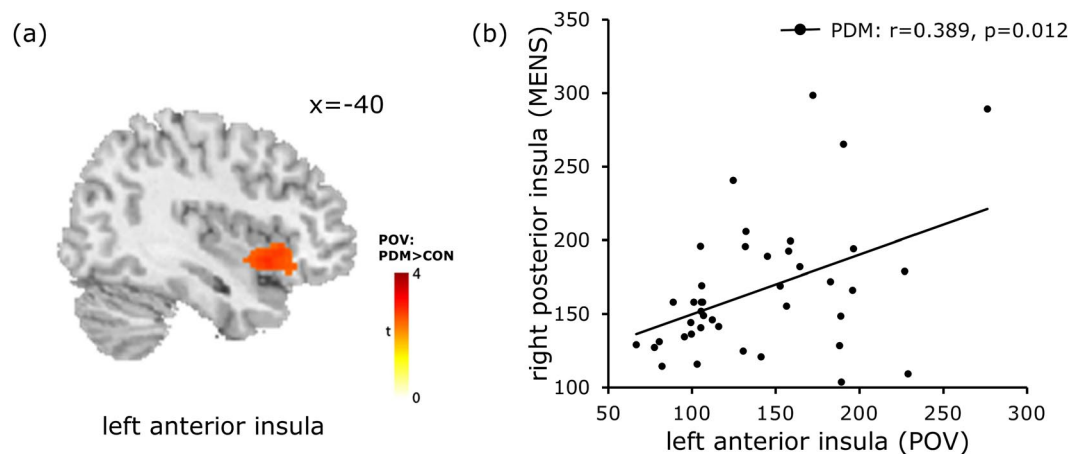 (a)
x=-40
POV:
PDM>CON
4
t
0
left anterior insula
(b)
PDM: r=0.389, p=0.012
right posterior insula (MENS)
350
300
250
200
150
100
50
100
150
200
250
300
left anterior insula (POV)